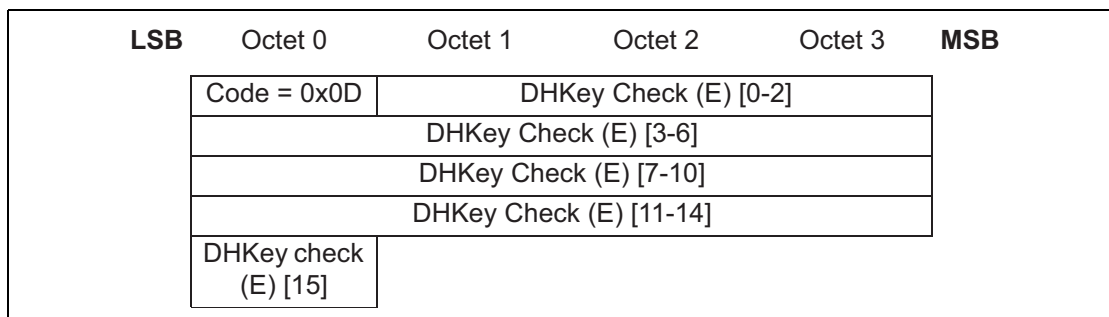 LSB Octet 0 Octet 1 Octet 2 Octet 3 MSB
Code = 0x0D DHKey Check (E) [0-2]
DHKey Check (E) [3-6]
DHKey Check (E) [7-10]
DHKey Check (E) [11-14]
DHKey check
(E) [15]